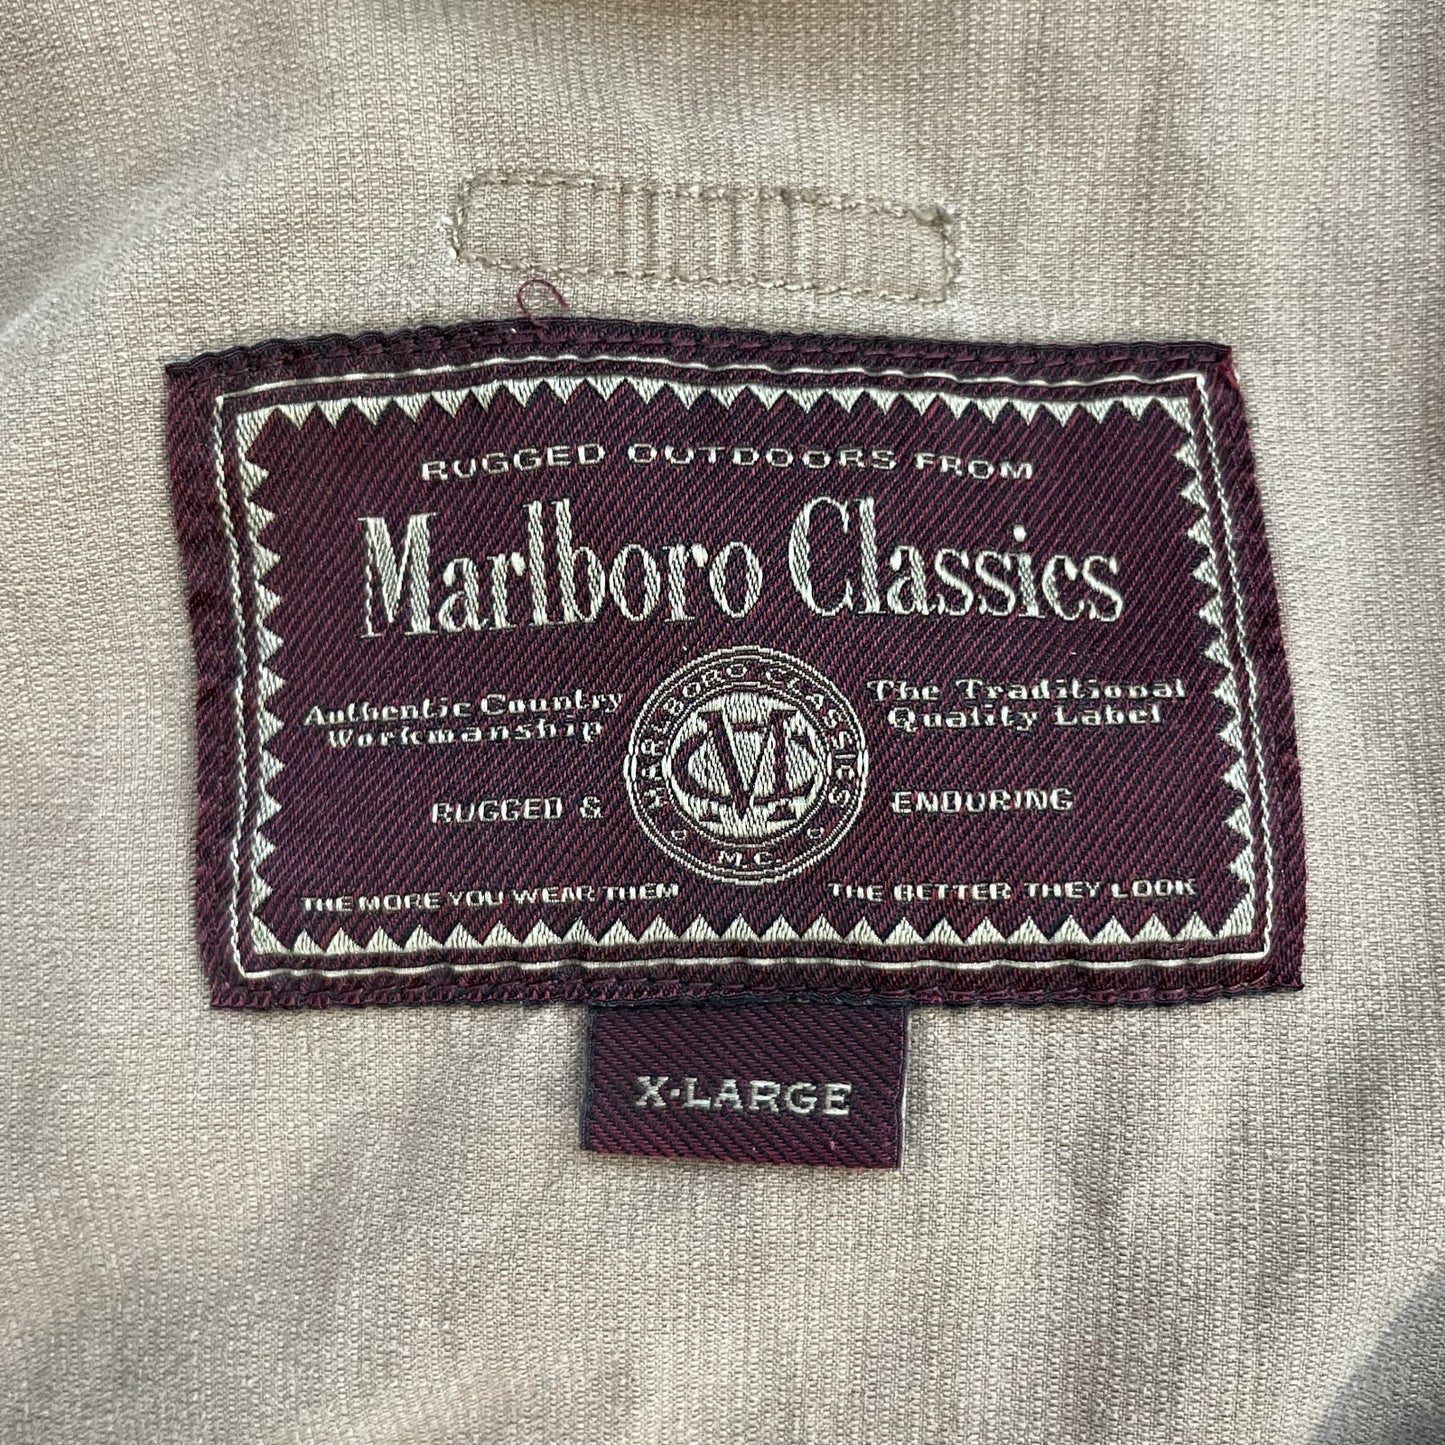 RUGGED OUTDOORS FROM
Marlboro Classics
Authentic Country
Workmanship
The Traditional
Quality Label
MARLBORO CLASSICS
M.C.
RUGGED & ENDURING
THE MORE YOU WEAR THEM THE BETTER THEY LOOK
X-LARGE